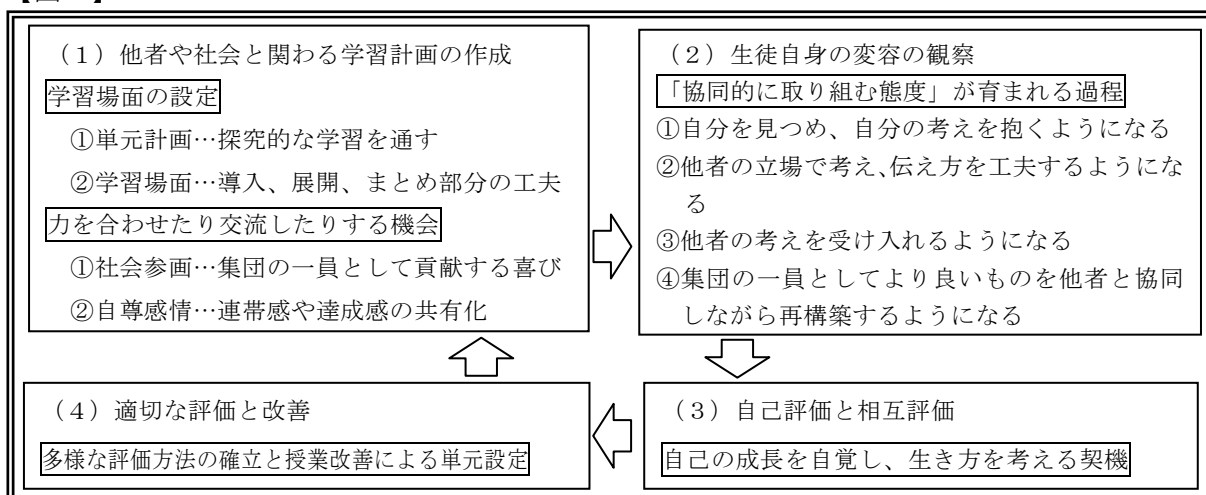 （１）他者や社会と関わる学習計画の作成
学習場面の設定
①単元計画…探究的な学習を通す
②学習場面…導入、展開、まとめ部分の工夫
力を合わせたり交流したりする機会
①社会参画…集団の一員として貢献する喜び
②自尊感情…連帯感や達成感の共有化
（２）生徒自身の変容の観察
「協同的に取り組む態度」が育まれる過程
①自分を見つめ、自分の考えを抱くようになる
②他者の立場で考え、伝え方を工夫するようにな
る
③他者の考えを受け入れるようになる
④集団の一員としてより良いものを他者と協同
しながら再構築するようになる
（３）自己評価と相互評価
自己の成長を自覚し、生き方を考える契機
（４）適切な評価と改善
多様な評価方法の確立と授業改善による単元設定